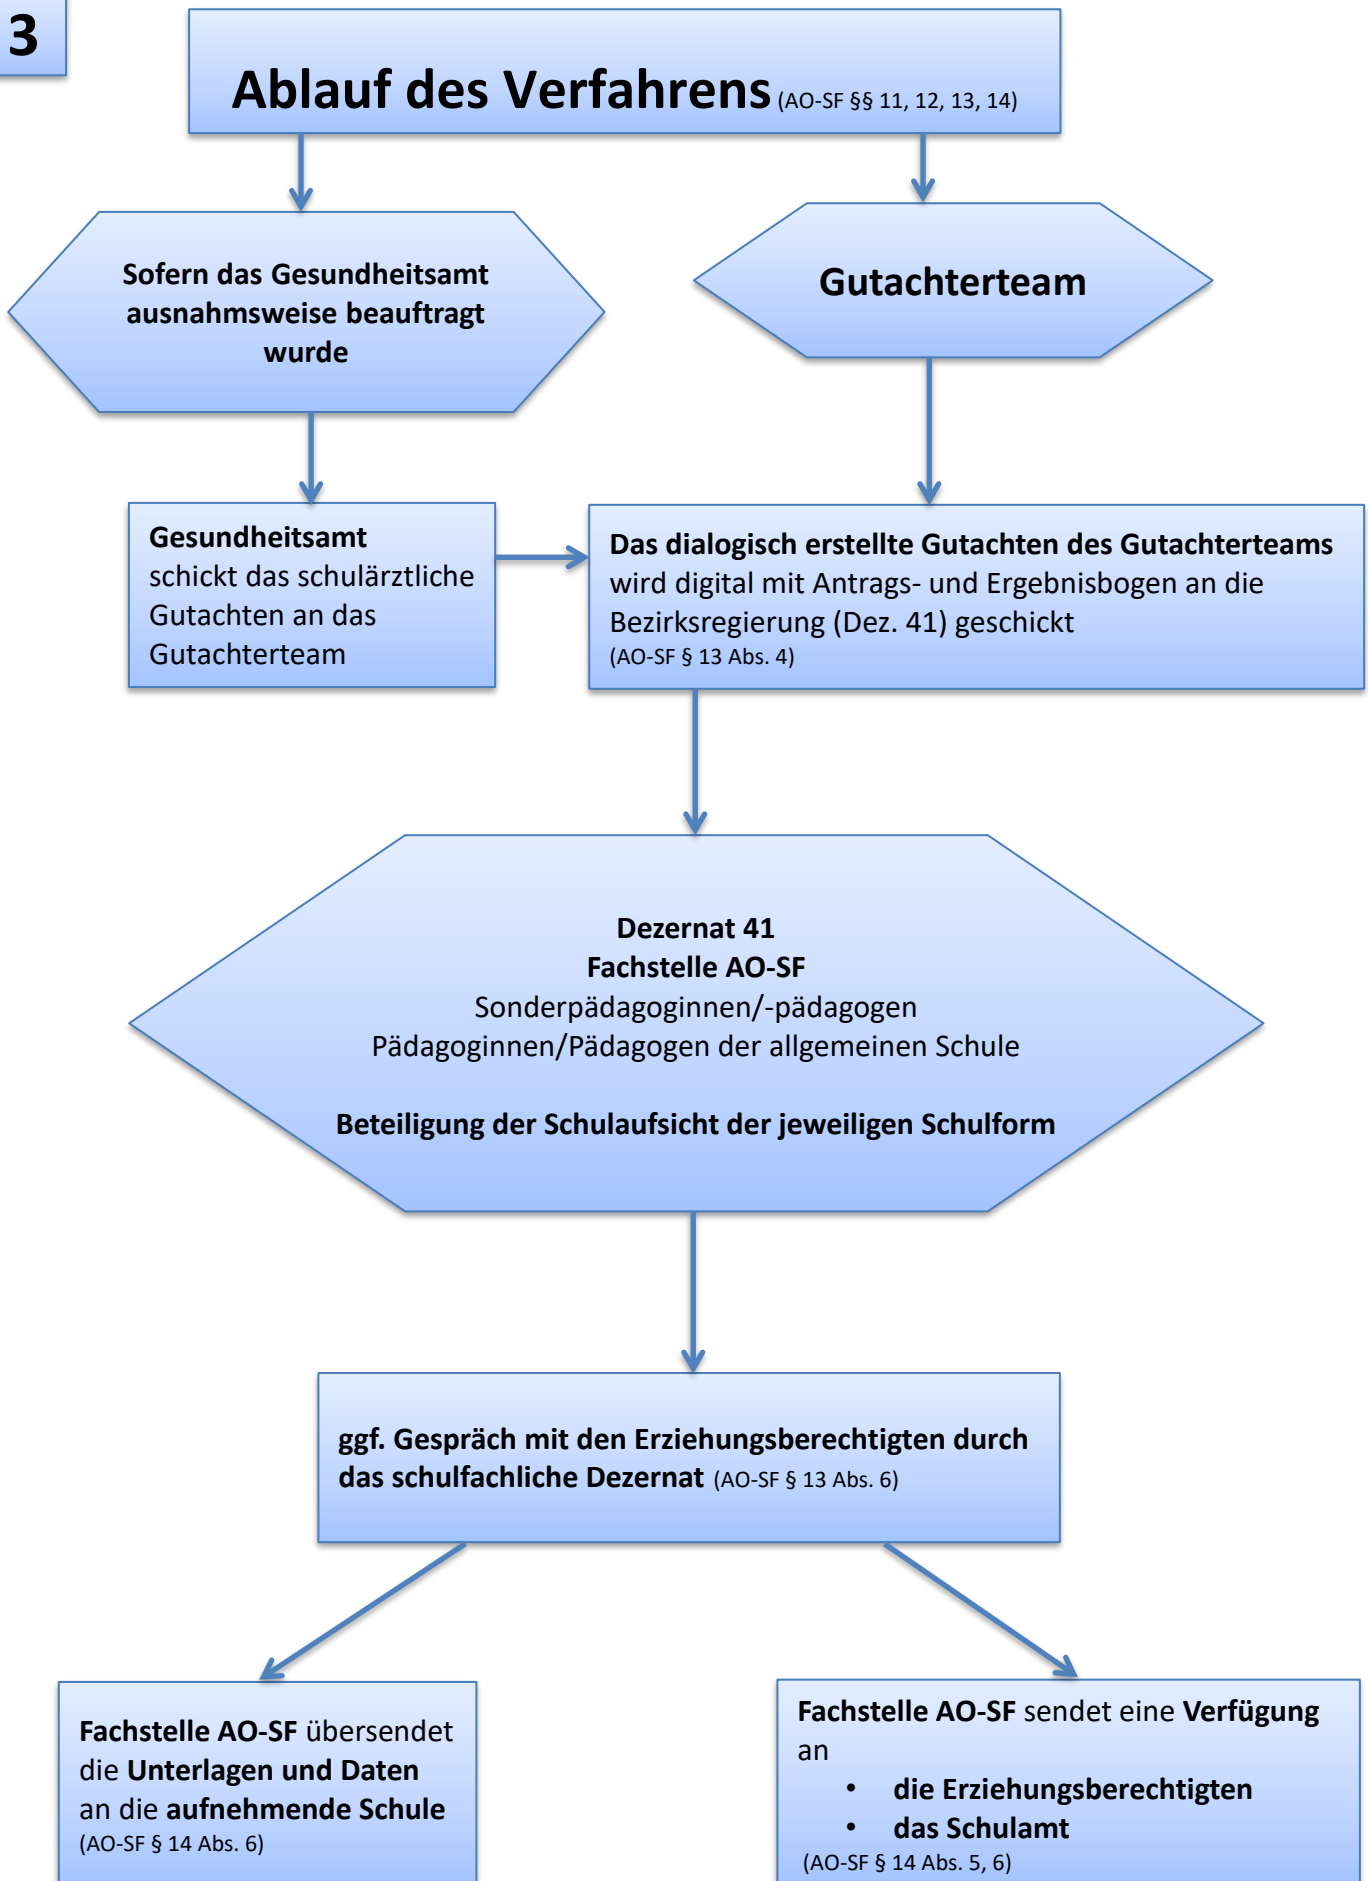 3
Ablauf des Verfahrens (AO-SF §§ 11, 12, 13, 14)
Sofern das Gesundheitsamt
ausnahmsweise beauftragt
wurde
Gutachterteam
Gesundheitsamt
schickt das schulärztliche
Gutachten an das
Gutachterteam
Das dialogisch erstellte Gutachten des Gutachterteams
wird digital mit Antrags- und Ergebnisbogen an die
Bezirksregierung (Dez. 41) geschickt
(AO-SF § 13 Abs. 4)
Dezernat 41
Fachstelle AO-SF
Sonderpädagoginnen/-pädagogen
Pädagoginnen/Pädagogen der allgemeinen Schule
Beteiligung der Schulaufsicht der jeweiligen Schulform
ggf. Gespräch mit den Erziehungsberechtigten durch
das schulfachliche Dezernat (AO-SF § 13 Abs. 6)
Fachstelle AO-SF übersendet
die Unterlagen und Daten
an die aufnehmende Schule
(AO-SF § 14 Abs. 6)
Fachstelle AO-SF sendet eine Verfügung
an
• die Erziehungsberechtigten
• das Schulamt
(AO-SF § 14 Abs. 5, 6)